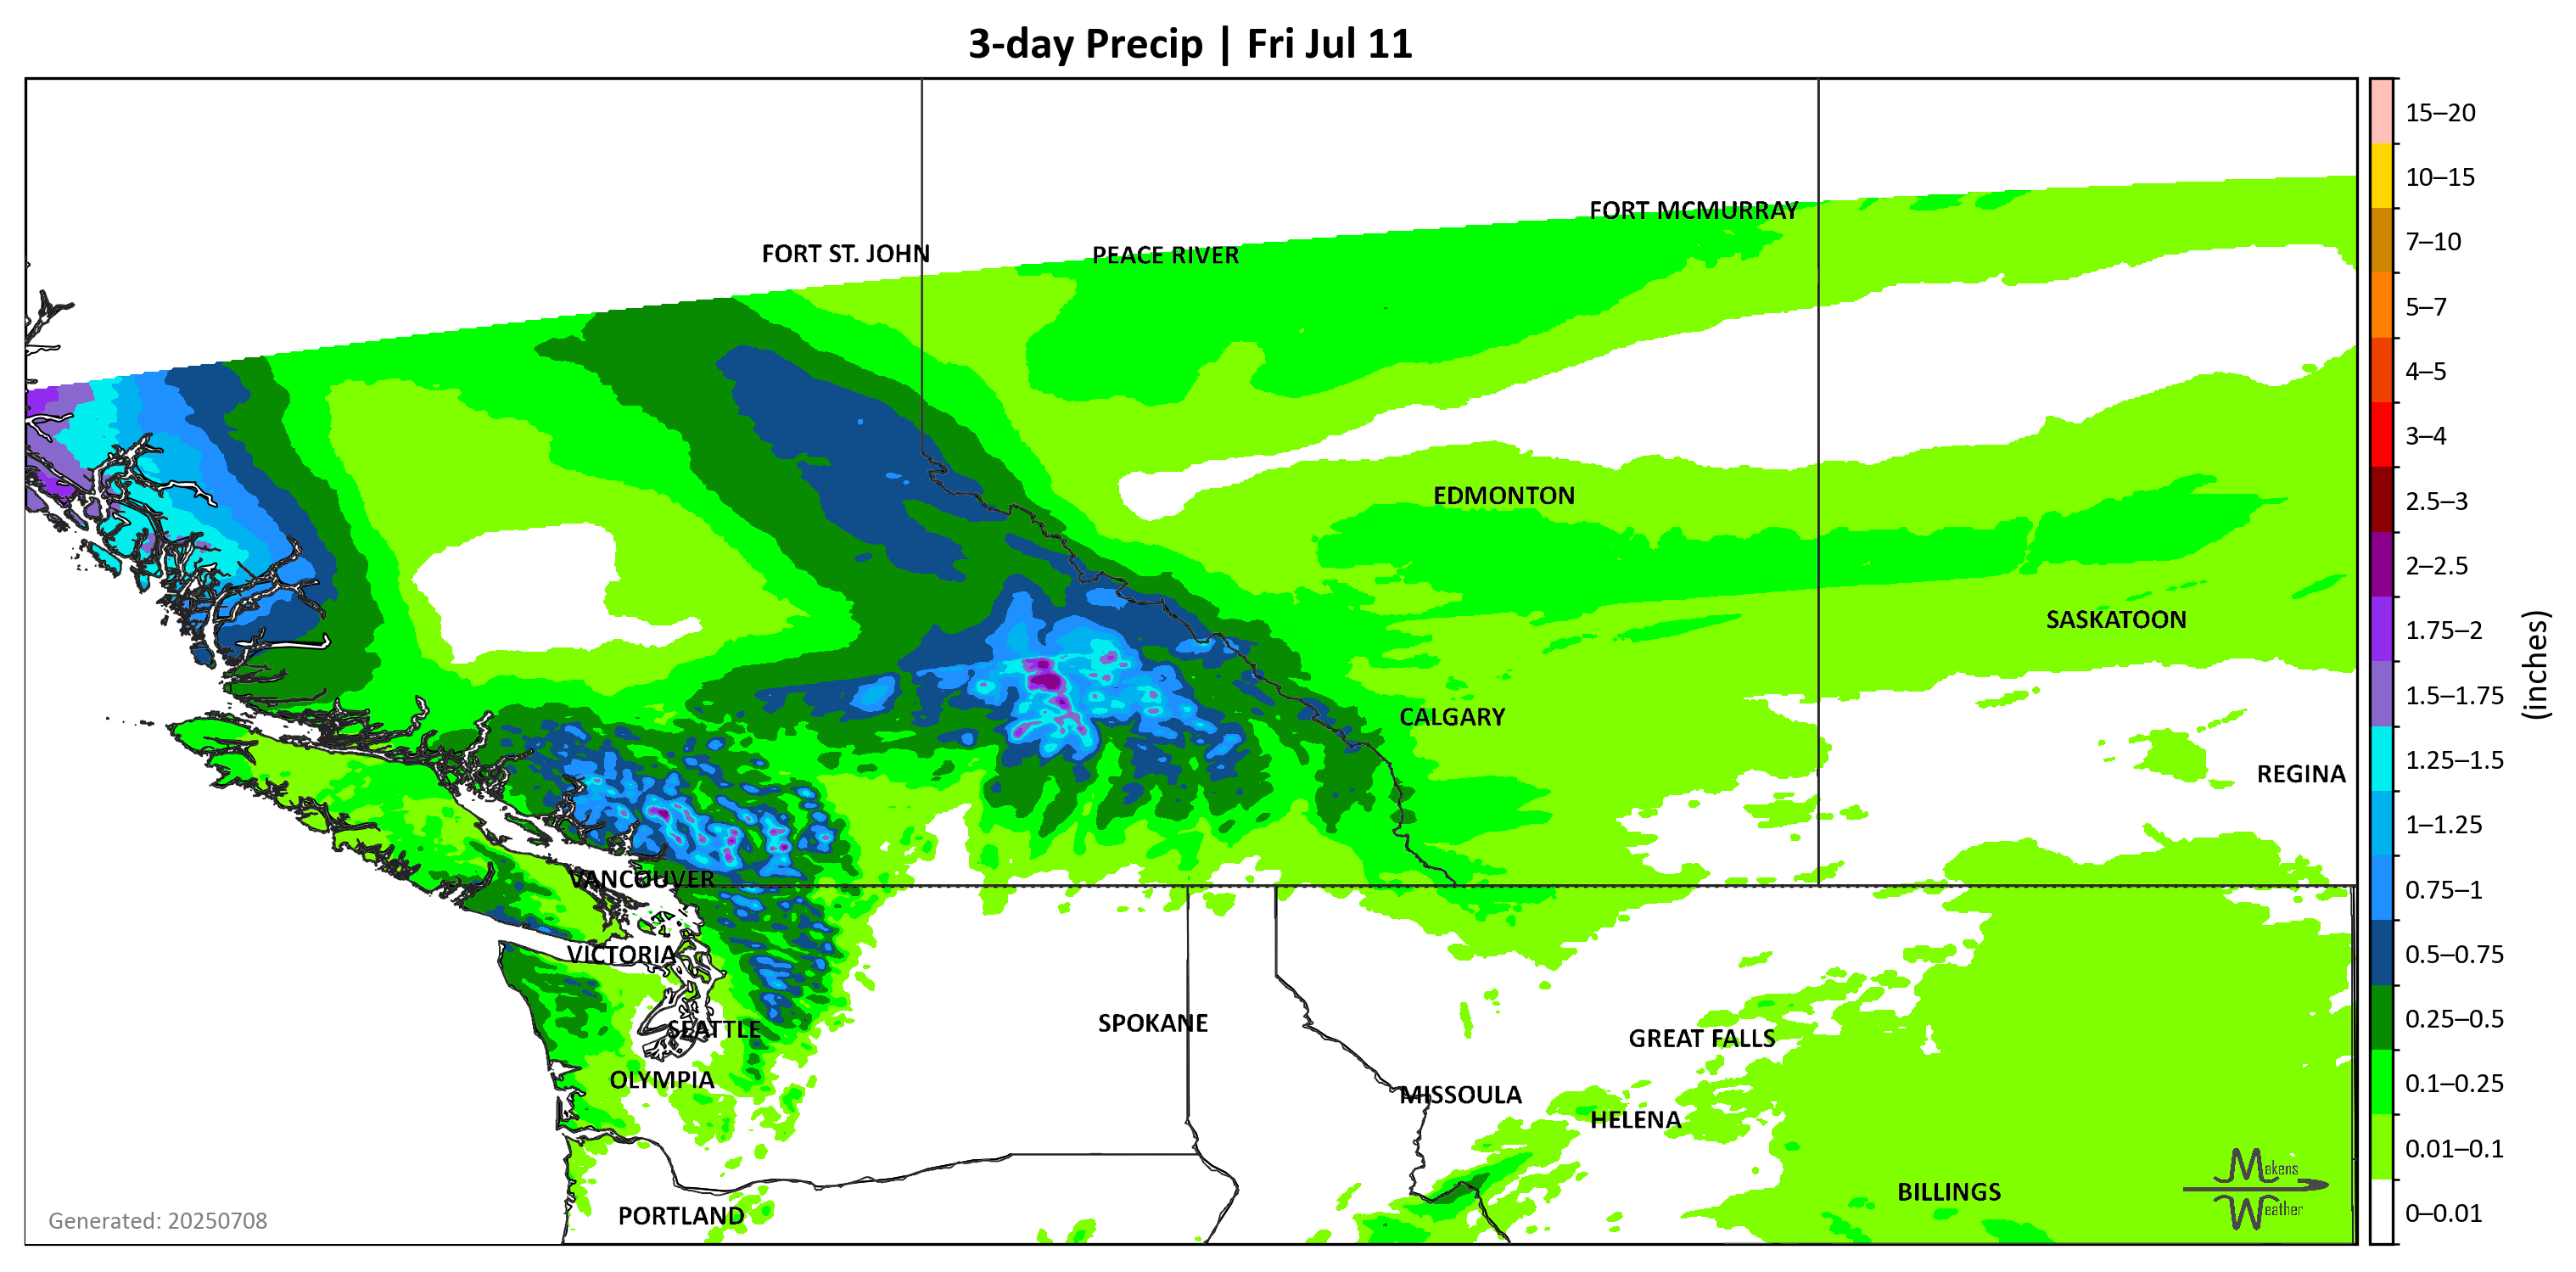 3-day Precip | Fri Jul 11
15–20
10–15
7–10
5–7
4–5
3–4
2.5–3
2–2.5
1.75–2
1.5–1.75
1.25–1.5
1–1.25
0.75–1
0.5–0.75
0.25–0.5
0.1–0.25
0.01–0.1
0–0.01
(inches)
FORT MCMURRAY
FORT ST. JOHN
PEACE RIVER
EDMONTON
SASKATOON
CALGARY
REGINA
VANCOUVER
VICTORIA
SEATTLE
SPOKANE
GREAT FALLS
OLYMPIA
MISSOULA
HELENA
BILLINGS
PORTLAND
Makens
Weather
Generated: 20250708